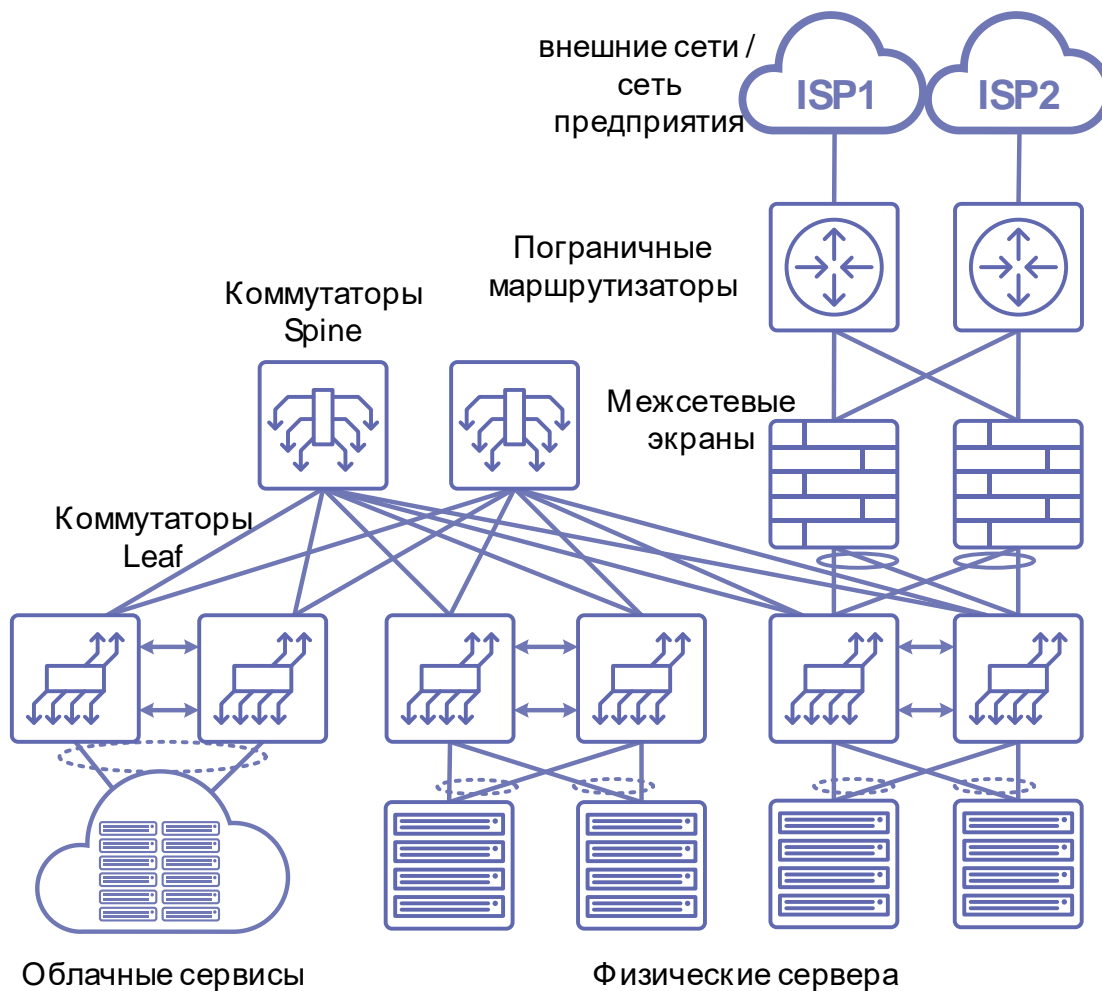 внешние сети /
сеть
предприятия
ISP1
ISP2
Пограничные
маршрутизаторы
Коммутаторы
Spine
Межсетевые
экраны
Коммутаторы
Leaf
Облачные сервисы
Физические сервера